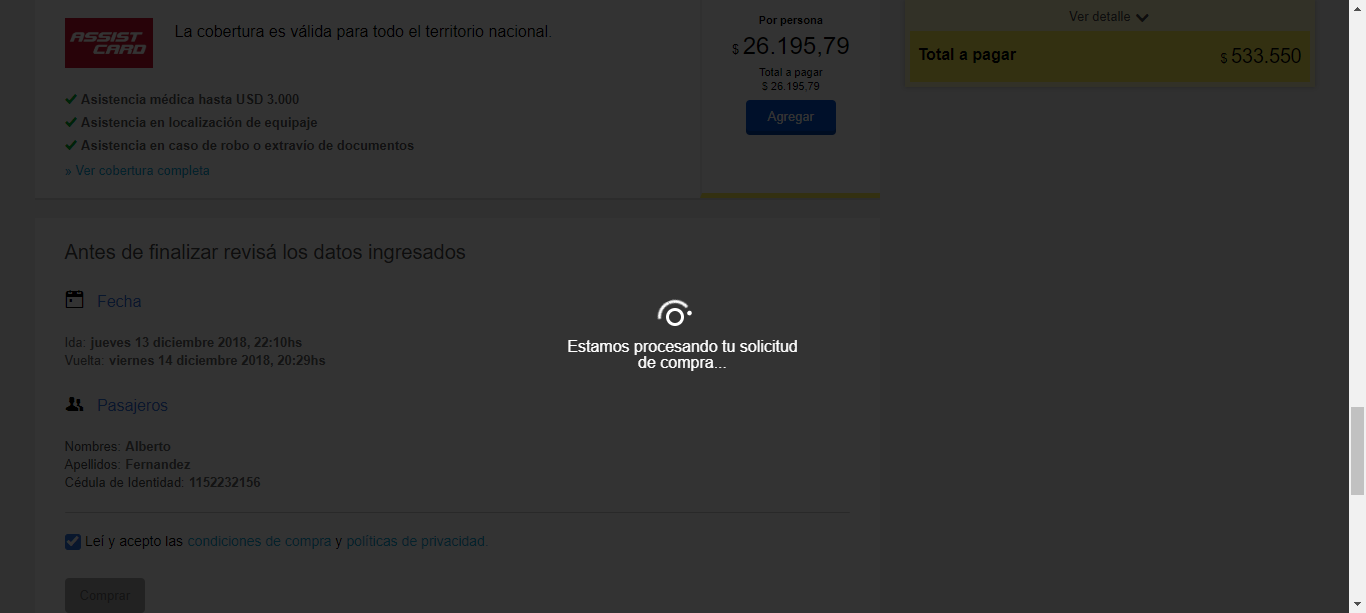 ASSIST
CARD
La cobertura es válida para todo el territorio nacional.
Asistencia médica hasta USD 3.000
Asistencia en localización de equipaje
Asistencia en caso de robo o extravío de documentos
» Ver cobertura completa
Por persona
$ 26.195,79
Total a pagar
$ 26.195,79
Agregar
Ver detalle
Total a pagar $ 533.550
Antes de finalizar revisá los datos ingresados
Fecha
Ida: jueves 13 diciembre 2018, 22:10hs
Vuelta: viernes 14 diciembre 2018, 20:29hs
Pasajeros
Nombres: Alberto
Apellidos: Fernandez
Cédula de Identidad: 1152232156
Leí y acepto las condiciones de compra y políticas de privacidad.
Comprar
Estamos procesando tu solicitud
de compra...